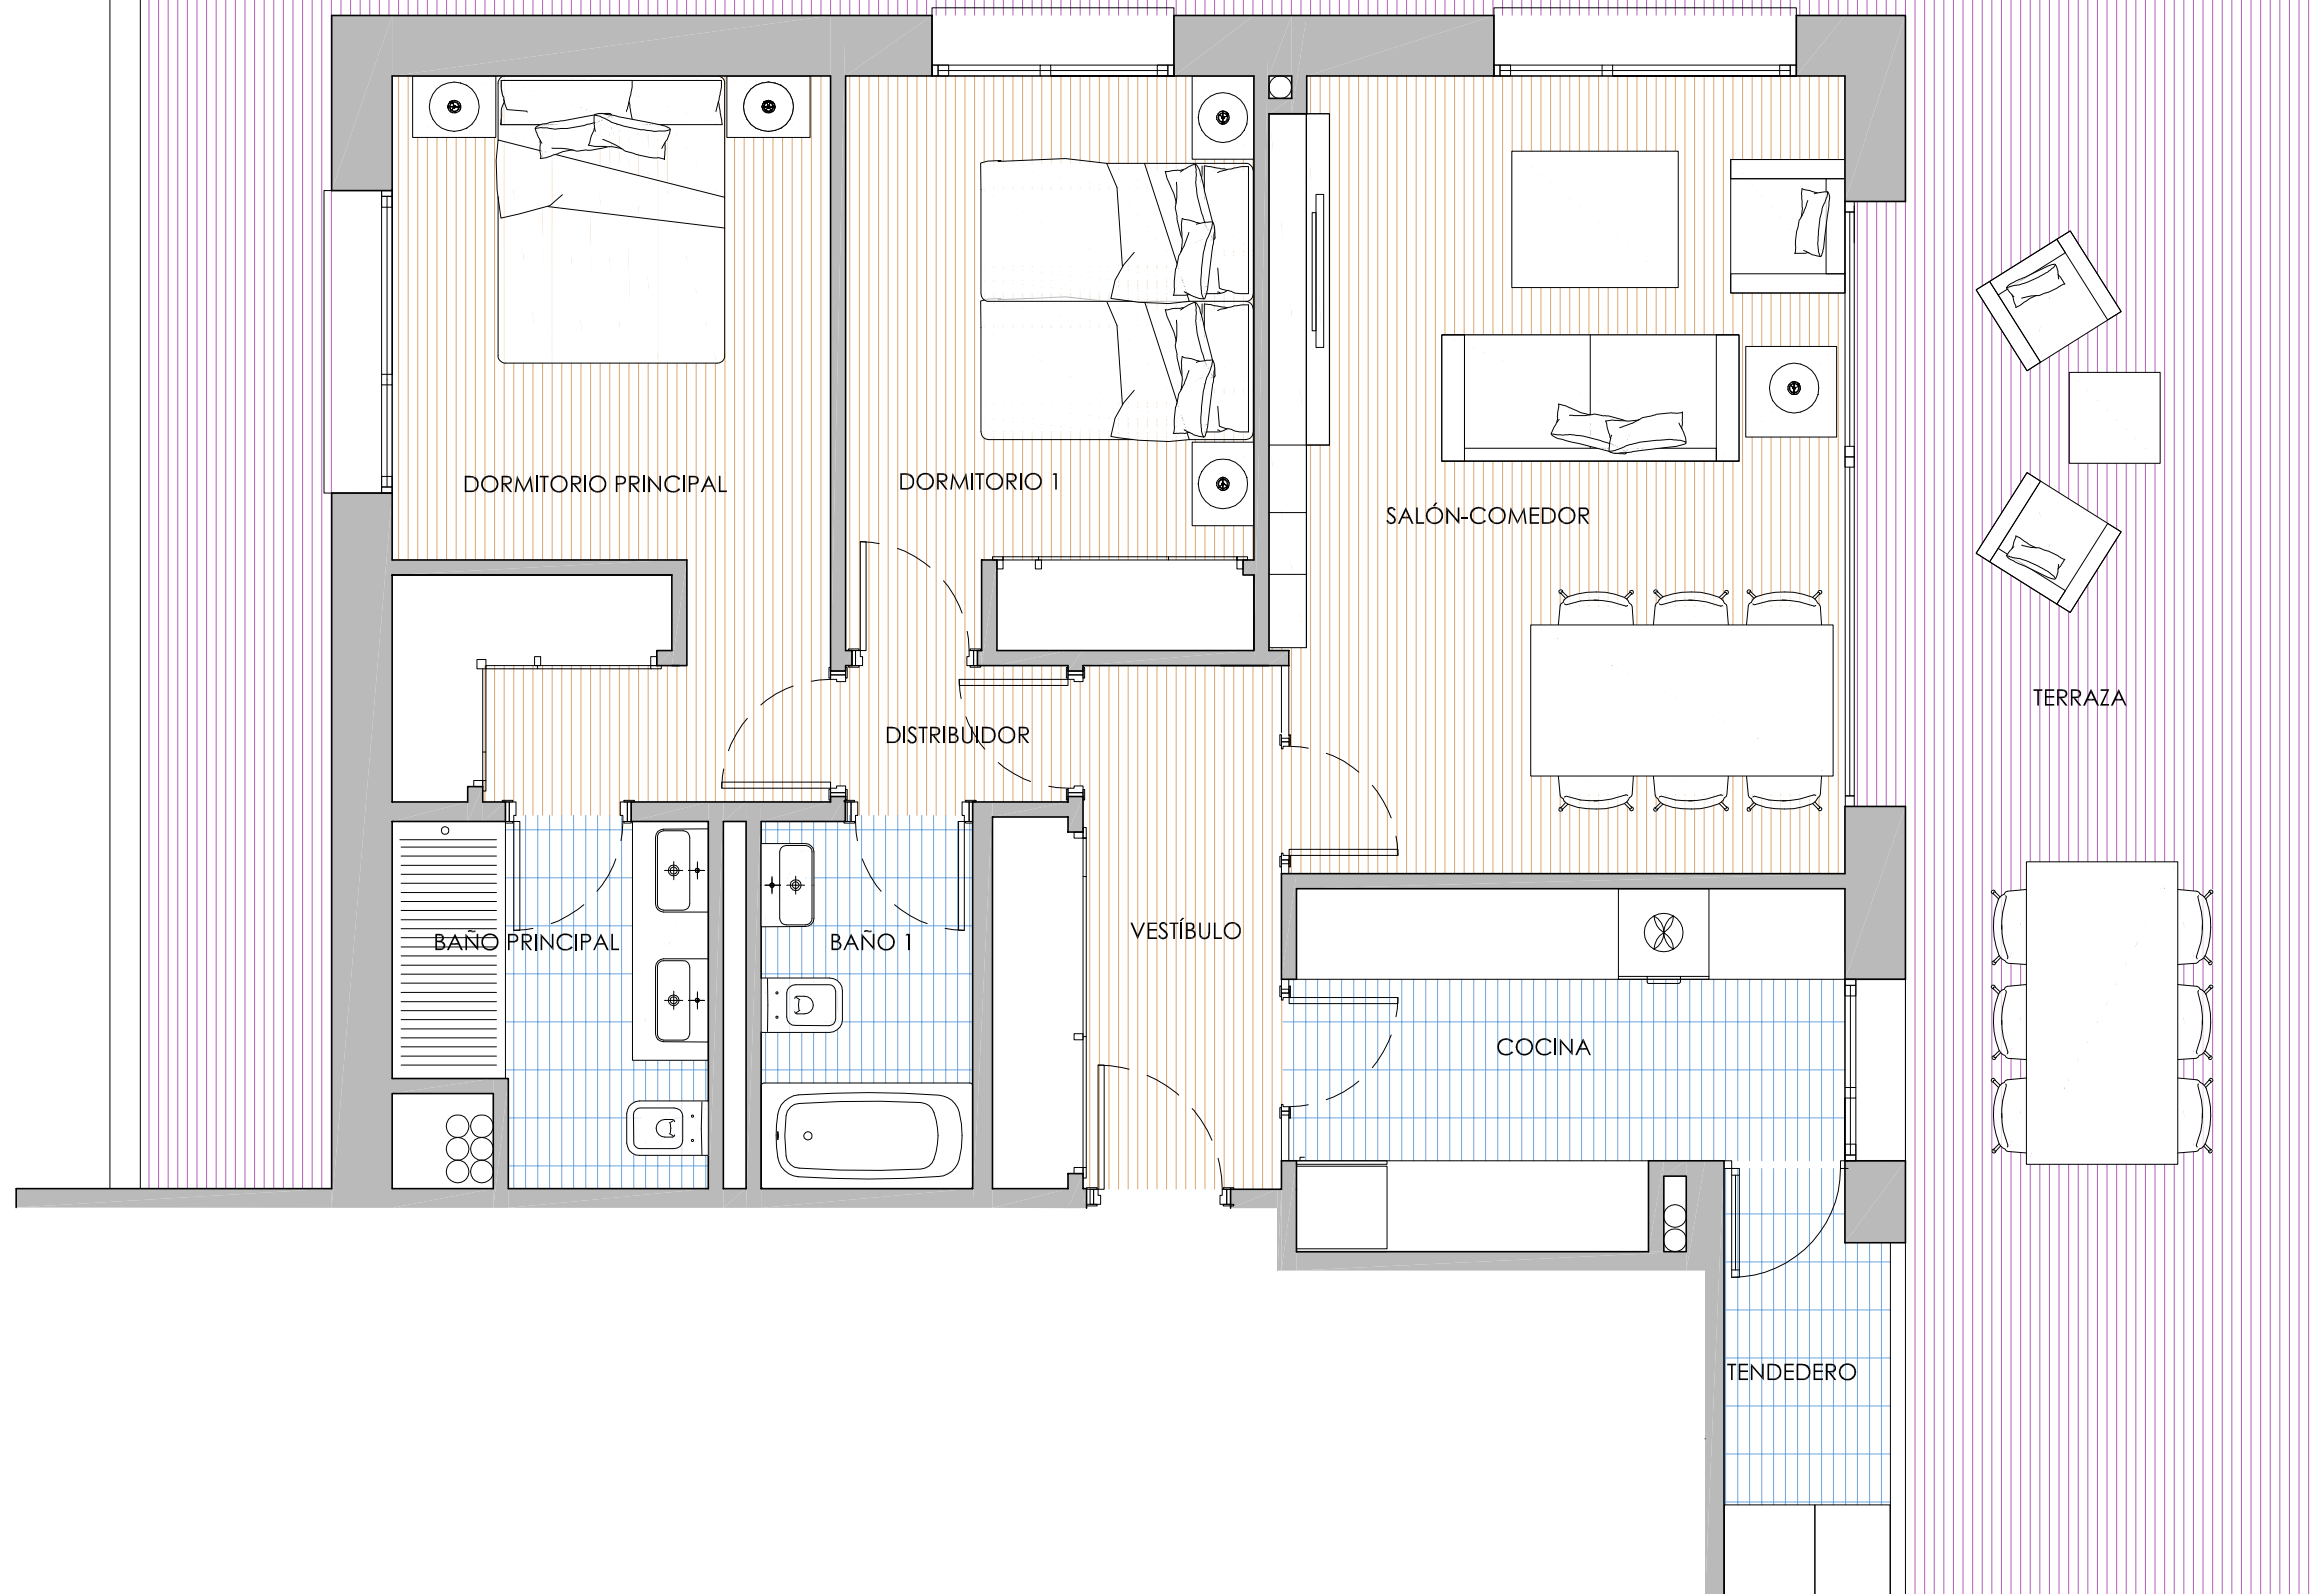 DORMITORIO PRINCIPAL
DORMITORIO 1
SALÓN-COMEDOR
TERRAZA
DISTRIBUIDOR
BAÑO PRINCIPAL
BAÑO 1
VESTÍBULO
COCINA
TENDEDERO